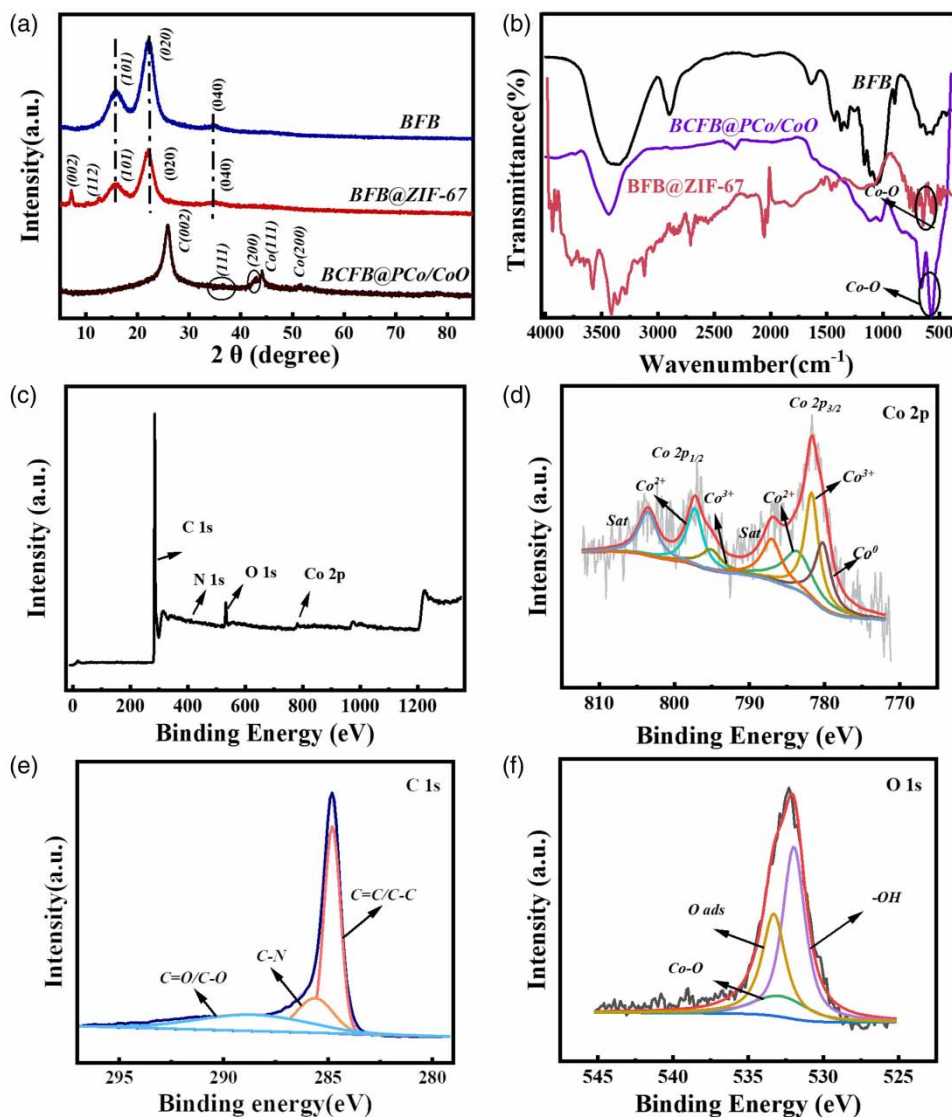 (a)
Intensity(a.u.)
(101)
(020)
(040)
BFB
(002)
(112)
(101)
(020)
(040)
BFB@ZIF-67
C(002)
(111)
(200)
Co(111)
Co(200)
BCFB@PCo/CoO
10 20 30 40 50 60 70 80
2 θ (degree)
(b)
Transmittance(%)
BFB
BCFB@PCo/CoO
BFB@ZIF-67
Co-O
Co-O
4000 3500 3000 2500 2000 1500 1000 500
Wavenumber(cm-1)
(c)
Intensity (a.u.)
C 1s
N 1s
O 1s
Co 2p
0 200 400 600 800 1000 1200
Binding Energy (eV)
(d)
Intensity (a.u.)
Co 2p3/2
Co 2p
Co 2p1/2
Co2+
Co3+
Co2+
Co3+
Sat
Sat
Co0
810 800 790 780 770
Binding Energy (eV)
(e)
Intensity(a.u.)
C 1s
C=C/C-C
C-N
C=O/C-O
295 290 285 280
Binding energy(eV)
(f)
Intensity (a.u.)
O 1s
-OH
O ads
Co-O
545 540 535 530 525
Binding Energy (eV)